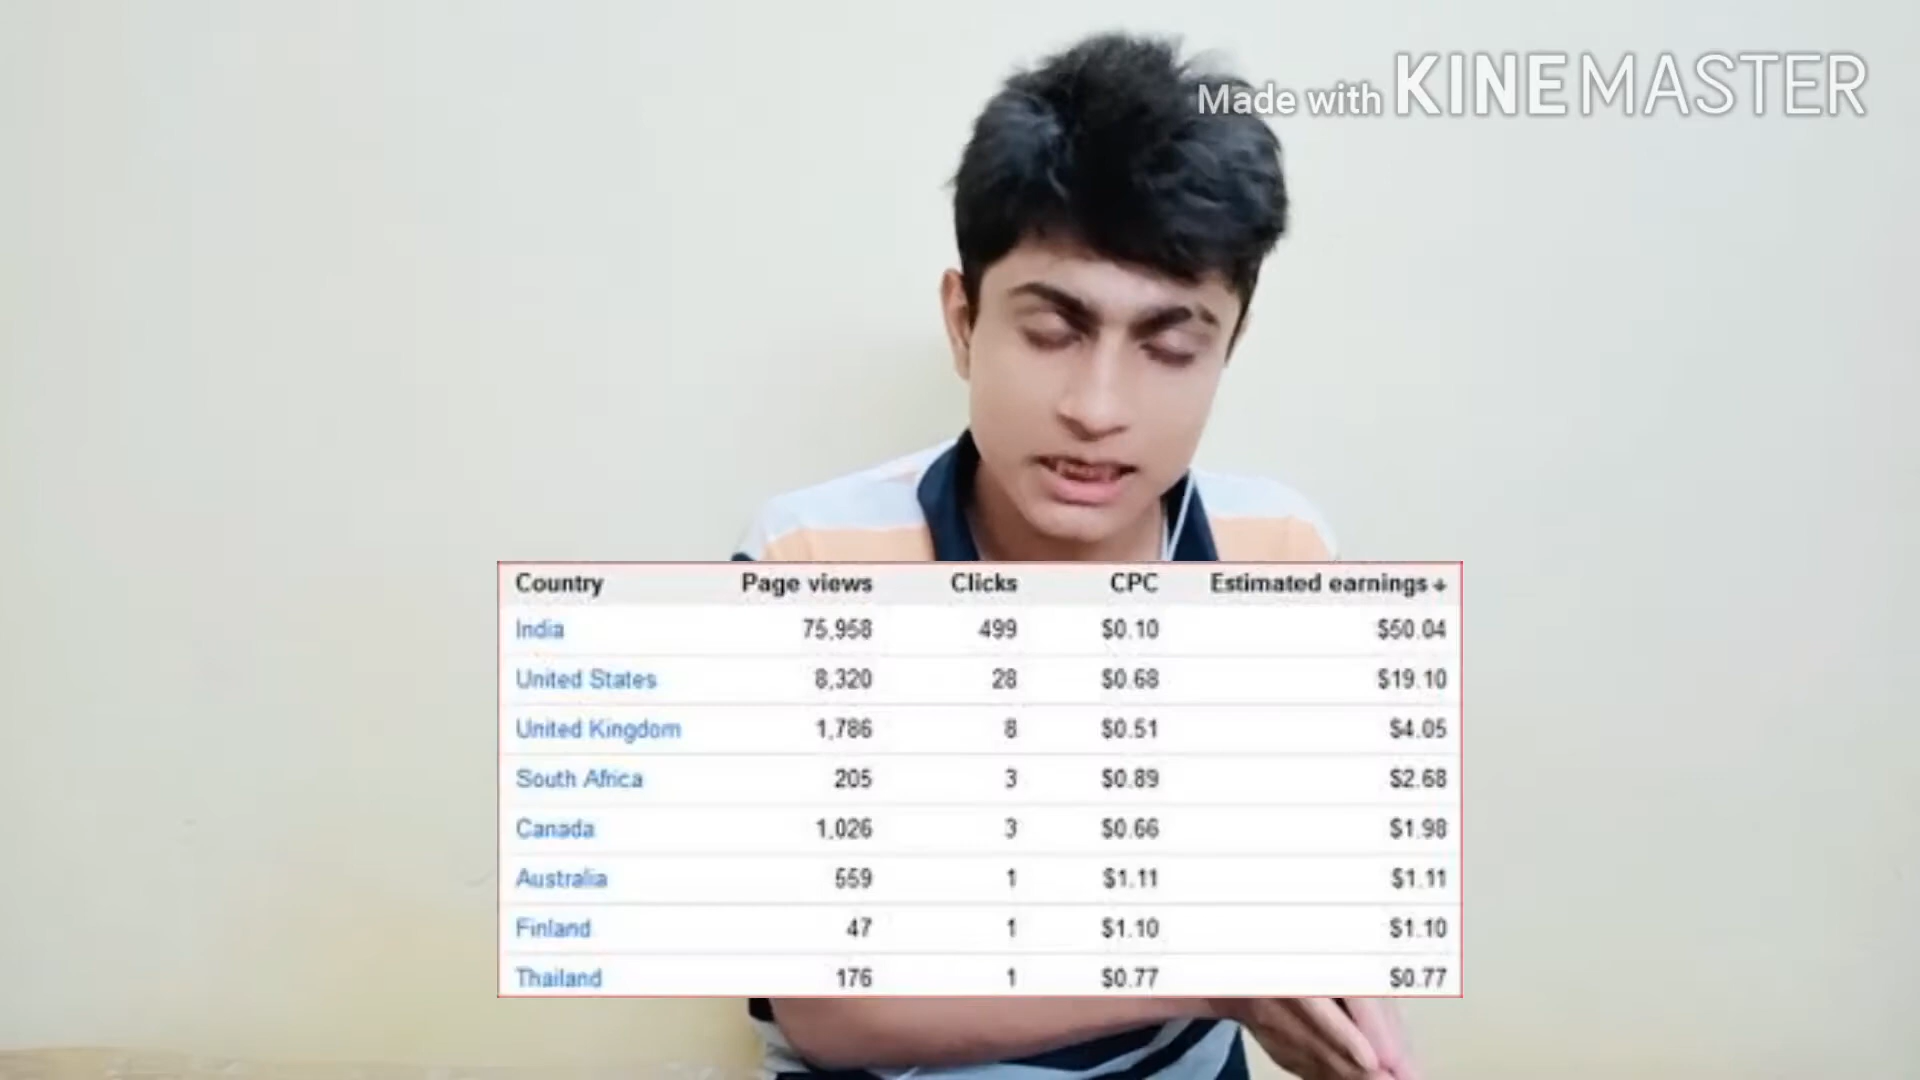 Made with KINEMASTER
Country Page views Clicks CPC Estimated earnings ↓
India 75,958 499 $0.10 $50.04
United States 8,320 28 $0.68 $19.10
United Kingdom 1,786 8 $0.51 $4.05
South Africa 205 3 $0.89 $2.68
Canada 1,026 3 $0.66 $1.98
Australia 559 1 $1.11 $1.11
Finland 47 1 $1.10 $1.10
Thailand 176 1 $0.77 $0.77